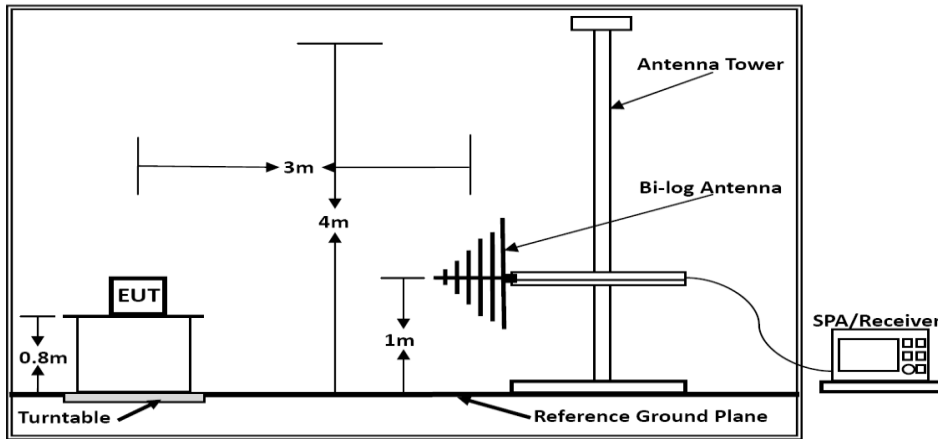 Antenna Tower
3m
Bi-log Antenna
4m
EUT
SPA/Receiver
1m
0.8m
Turntable
Reference Ground Plane